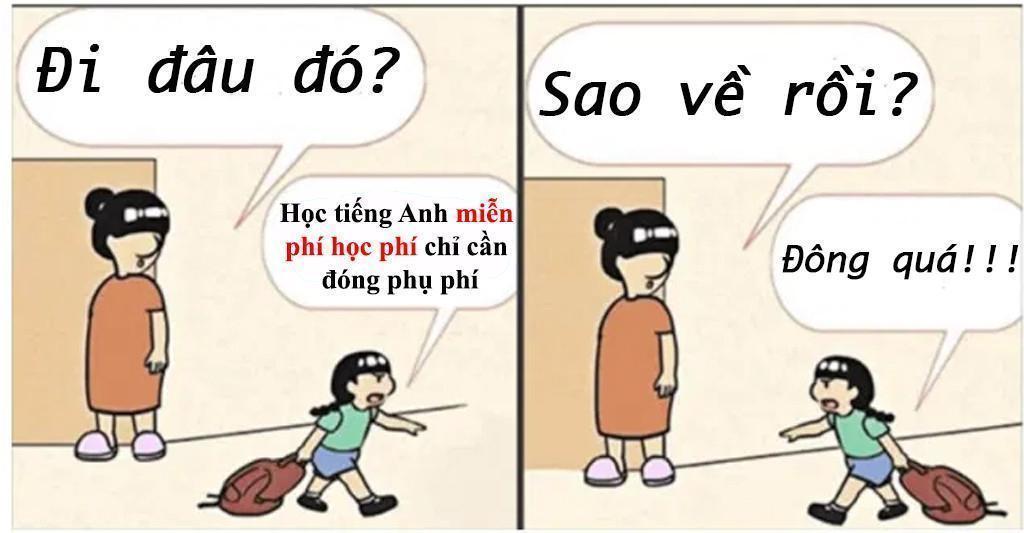 Đi đâu đó?
Học tiếng Anh miễn
phí học phí chỉ cần
đóng phụ phí
Sao về rồi?
Đông quá!!!